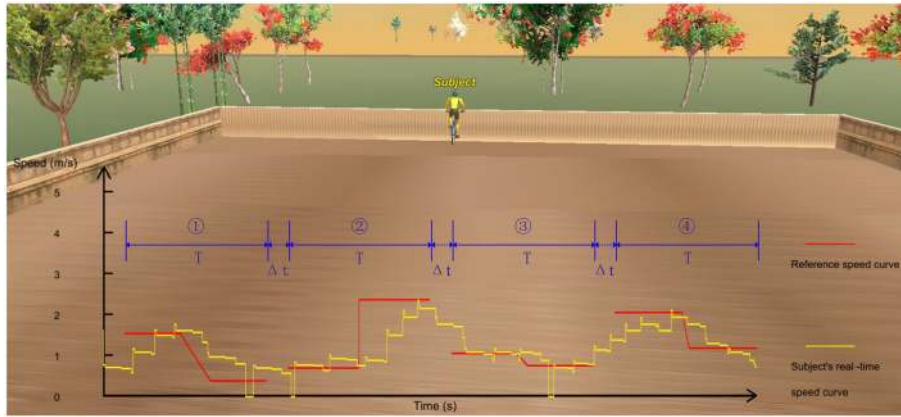 Subject
Speed (m/s)
5
4
3
2
1
0
① ② ③ ④
T Δ t T Δ t T Δ t T
Reference speed curve
Subject's real -time
speed curve
Time (s)